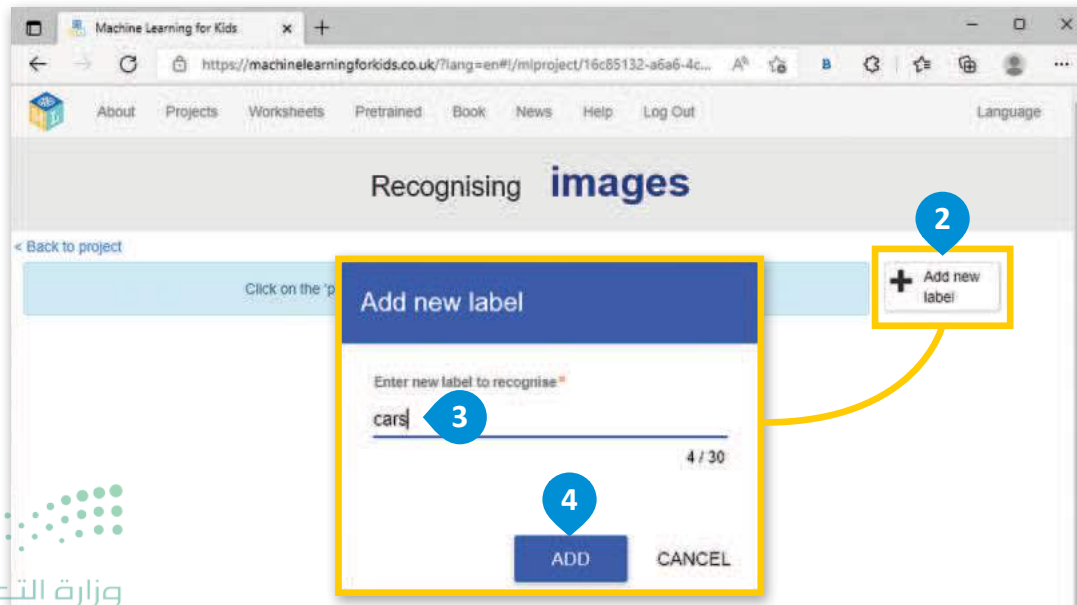 Machine Learning for Kids
https://machinelearningforkids.co.uk/?lang=en#!/mlproject/16c85132-a6a6-4c...
B
About Projects Worksheets Pretrained Book News Help Log Out Language
Recognising images
2
< Back to project
Click on the 'p
Add new
label
Add new label
Enter new label to recognise*
cars
3
4 / 30
4
ADD CANCEL
وزارة